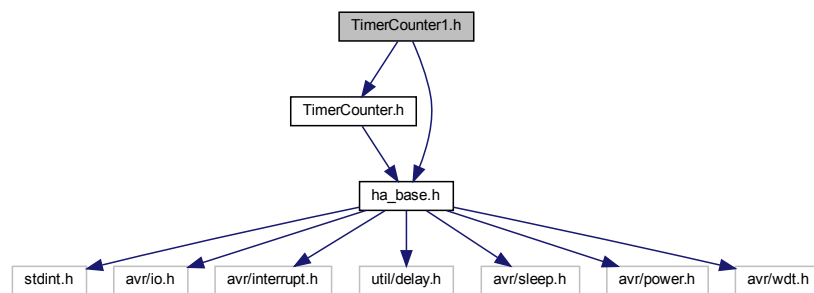 TimerCounter1.h
TimerCounter.h
ha_base.h
stdint.h
avr/io.h
avr/interrupt.h
util/delay.h
avr/sleep.h
avr/power.h
avr/wdt.h